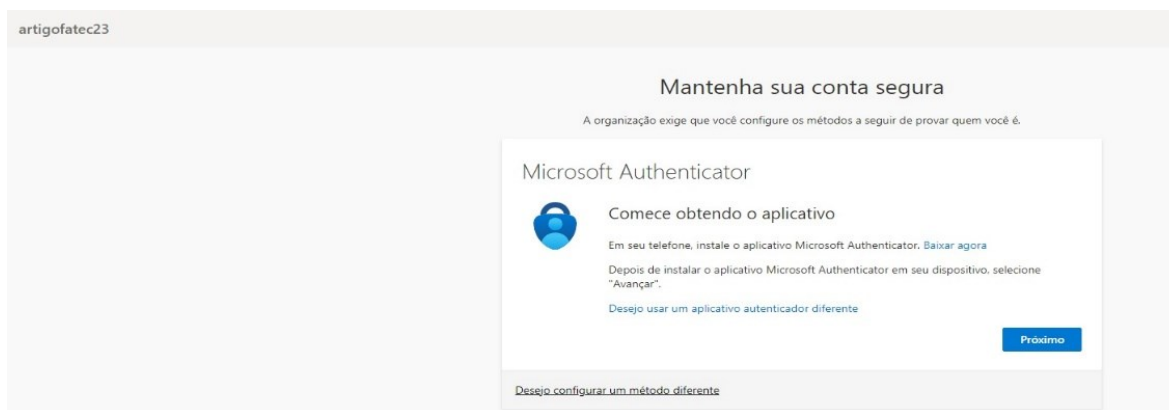 artigofatec23
Mantenha sua conta segura
A organização exige que você configure os métodos a seguir de provar quem você é.
Microsoft Authenticator
Comece obtendo o aplicativo
Em seu telefone, instale o aplicativo Microsoft Authenticator. Baixar agora
Depois de instalar o aplicativo Microsoft Authenticator em seu dispositivo, selecione
"Avançar".
Desejo usar um aplicativo autenticador diferente
Próximo
Desejo configurar um método diferente